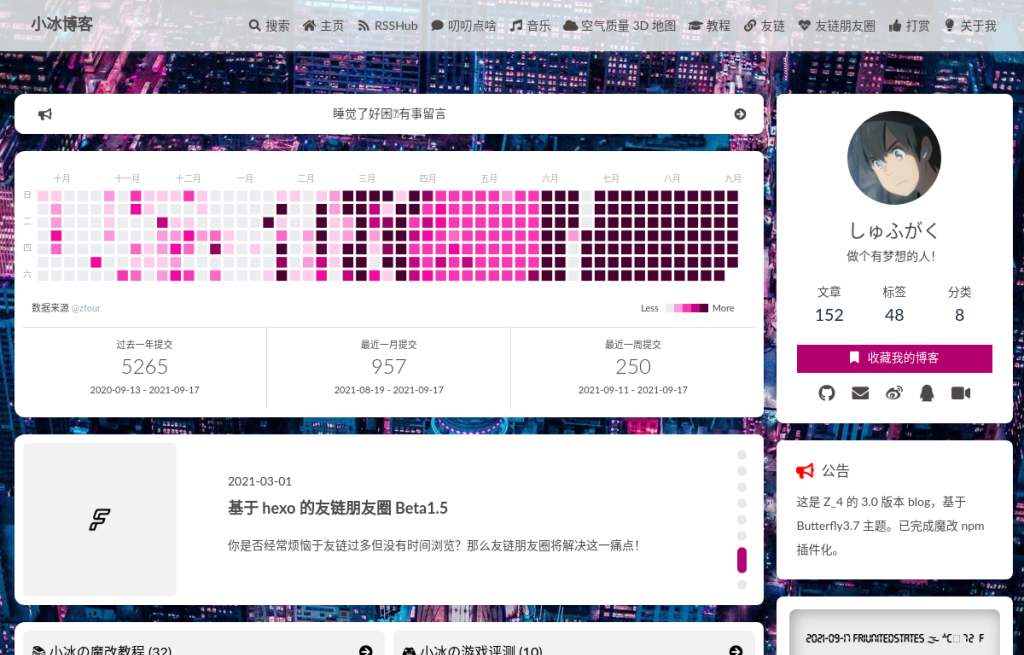 小冰博客
搜索 主页 RSSHub 叨叨点啥 音乐 空气质量 3D 地图 教程 友链 友链朋友圈 打赏 关于我
睡觉了好困有事留言
十月 十一月 十二月 一月 二月 三月 四月 五月 六月 七月 八月 九月
日
二
四
六
数据来源 @zfour
Less More
过去一年提交 最近一月提交 最近一周提交
5265 957 250
2020-09-13 - 2021-09-17 2021-08-19 - 2021-09-17 2021-09-11 - 2021-09-17
2021-03-01
基于 hexo 的友链朋友圈 Beta1.5
你是否经常烦恼于友链过多但没有时间浏览？那么友链朋友圈将解决这一痛点！
小冰の魔改教程 (32) 小冰の游戏评测 (10)
しゅふがく
做个有梦想的人！
文章 标签 分类
152 48 8
收藏我的博客
公告
这是 Z_4 的 3.0 版本 blog，基于
Butterfly3.7 主题。已完成魔改 npm
插件化。
2021-09-17 FRIUNITEDSTATES ℃ 72 F